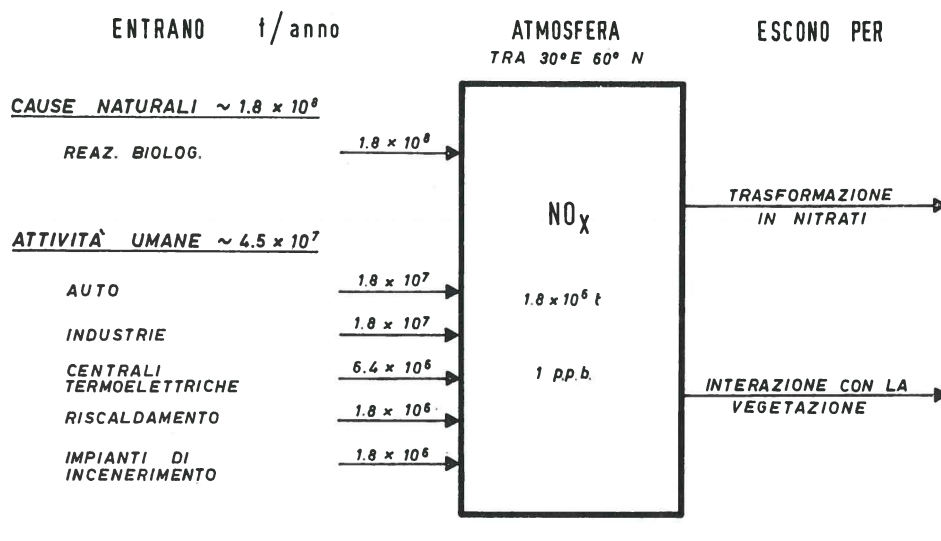 ENTRANO t/anno
ATMOSFERA
TRA 30° E 60° N
ESCONO PER
CAUSE NATURALI ~ 1.8 × 10⁸
REAZ. BIOLOG. 1.8 × 10⁸
ATTIVITÀ UMANE ~ 4.5 × 10⁷
AUTO 1.8 × 10⁷
INDUSTRIE 1.8 × 10⁷
CENTRALI
TERMOELETTRICHE 6.4 × 10⁶
RISCALDAMENTO 1.8 × 10⁶
IMPIANTI DI
INCENERIMENTO 1.8 × 10⁶
NOₓ
1.8 × 10⁶ t
1 p.p.b.
TRASFORMAZIONE
IN NITRATI
INTERAZIONE CON LA
VEGETAZIONE